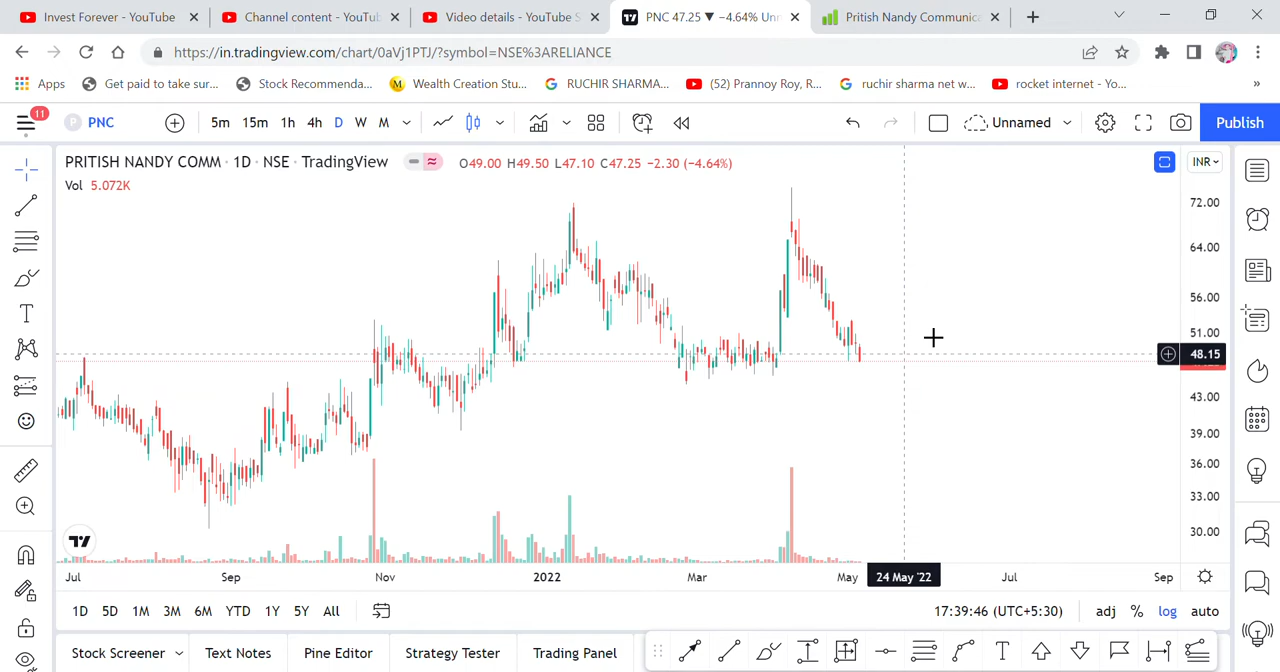 Invest Forever - YouTube
Channel content - YouTub
Video details - YouTube S
PNC 47.25 ▼ −4.64% Unn
Pritish Nandy Communica
https://in.tradingview.com/chart/0aVj1PTJ/?symbol=NSE%3ARELIANCE
Apps
Get paid to take sur...
Stock Recommenda...
M
Wealth Creation Stu...
RUCHIR SHARMA...
(52) Prannoy Roy, R...
ruchir sharma net w...
rocket internet - Yo...
»
11
P PNC
5m 15m 1h 4h D W M
Unnamed
Publish
PRITISH NANDY COMM · 1D · NSE · TradingView
O49.00 H49.50 L47.10 C47.25 −2.30 (−4.64%)
INR
Vol 5.072K
72.00
64.00
56.00
51.00
48.15
43.00
39.00
36.00
33.00
30.00
Jul Sep Nov 2022 Mar May 24 May '22 Jul Sep
1D 5D 1M 3M 6M YTD 1Y 5Y All
17:39:46 (UTC+5:30)
adj % log auto
Stock Screener
Text Notes
Pine Editor
Strategy Tester
Trading Panel